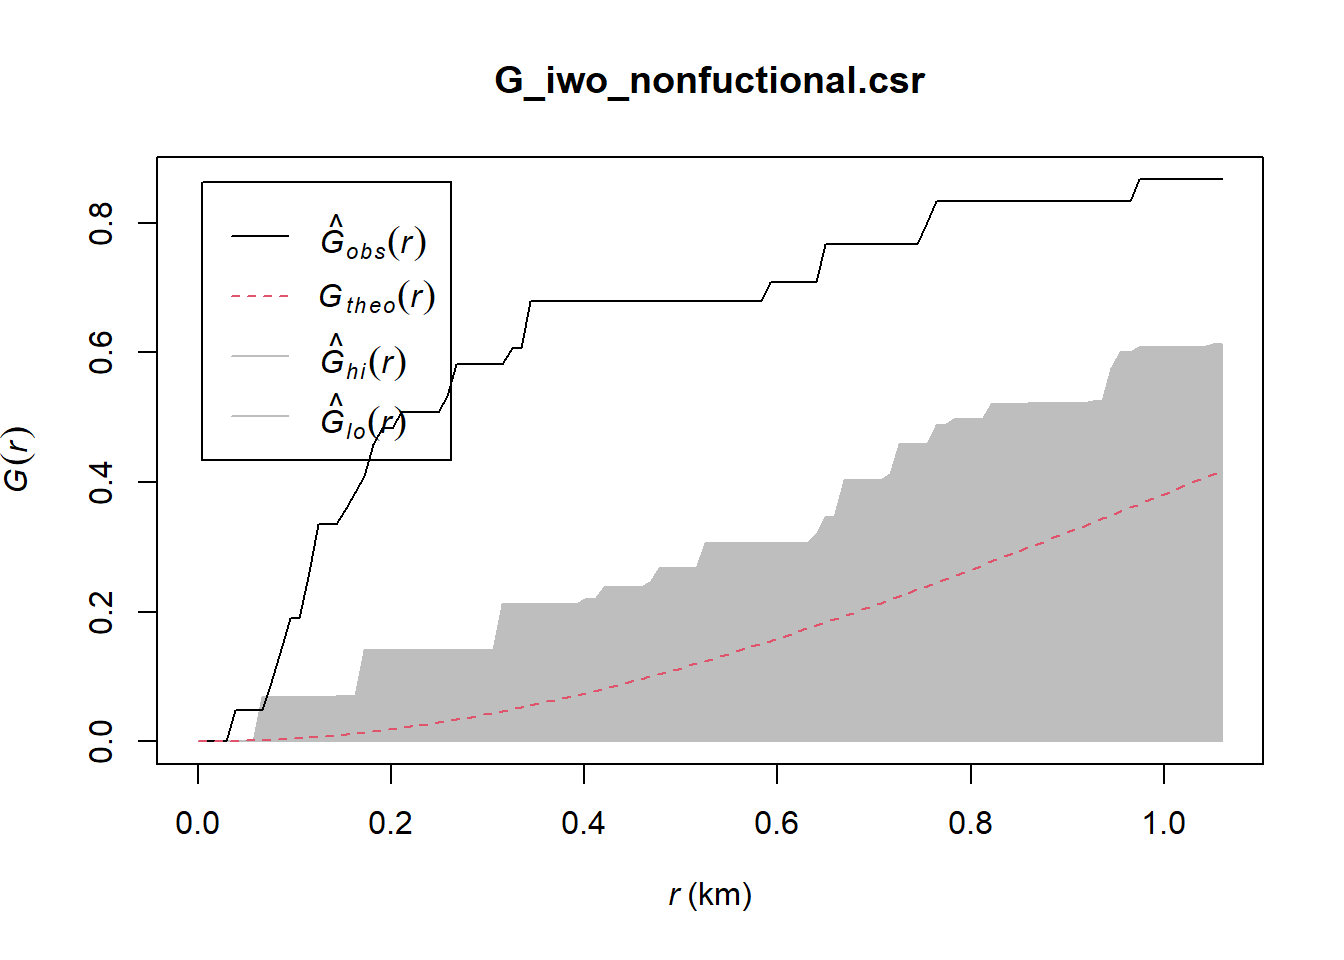 G_iwo_nonfuctional.csr
Ĝobs(r)
Gtheo(r)
Ĝhi(r)
Ĝlo(r)
G(r)
0.8
0.6
0.4
0.2
0.0
0.0 0.2 0.4 0.6 0.8 1.0
r (km)